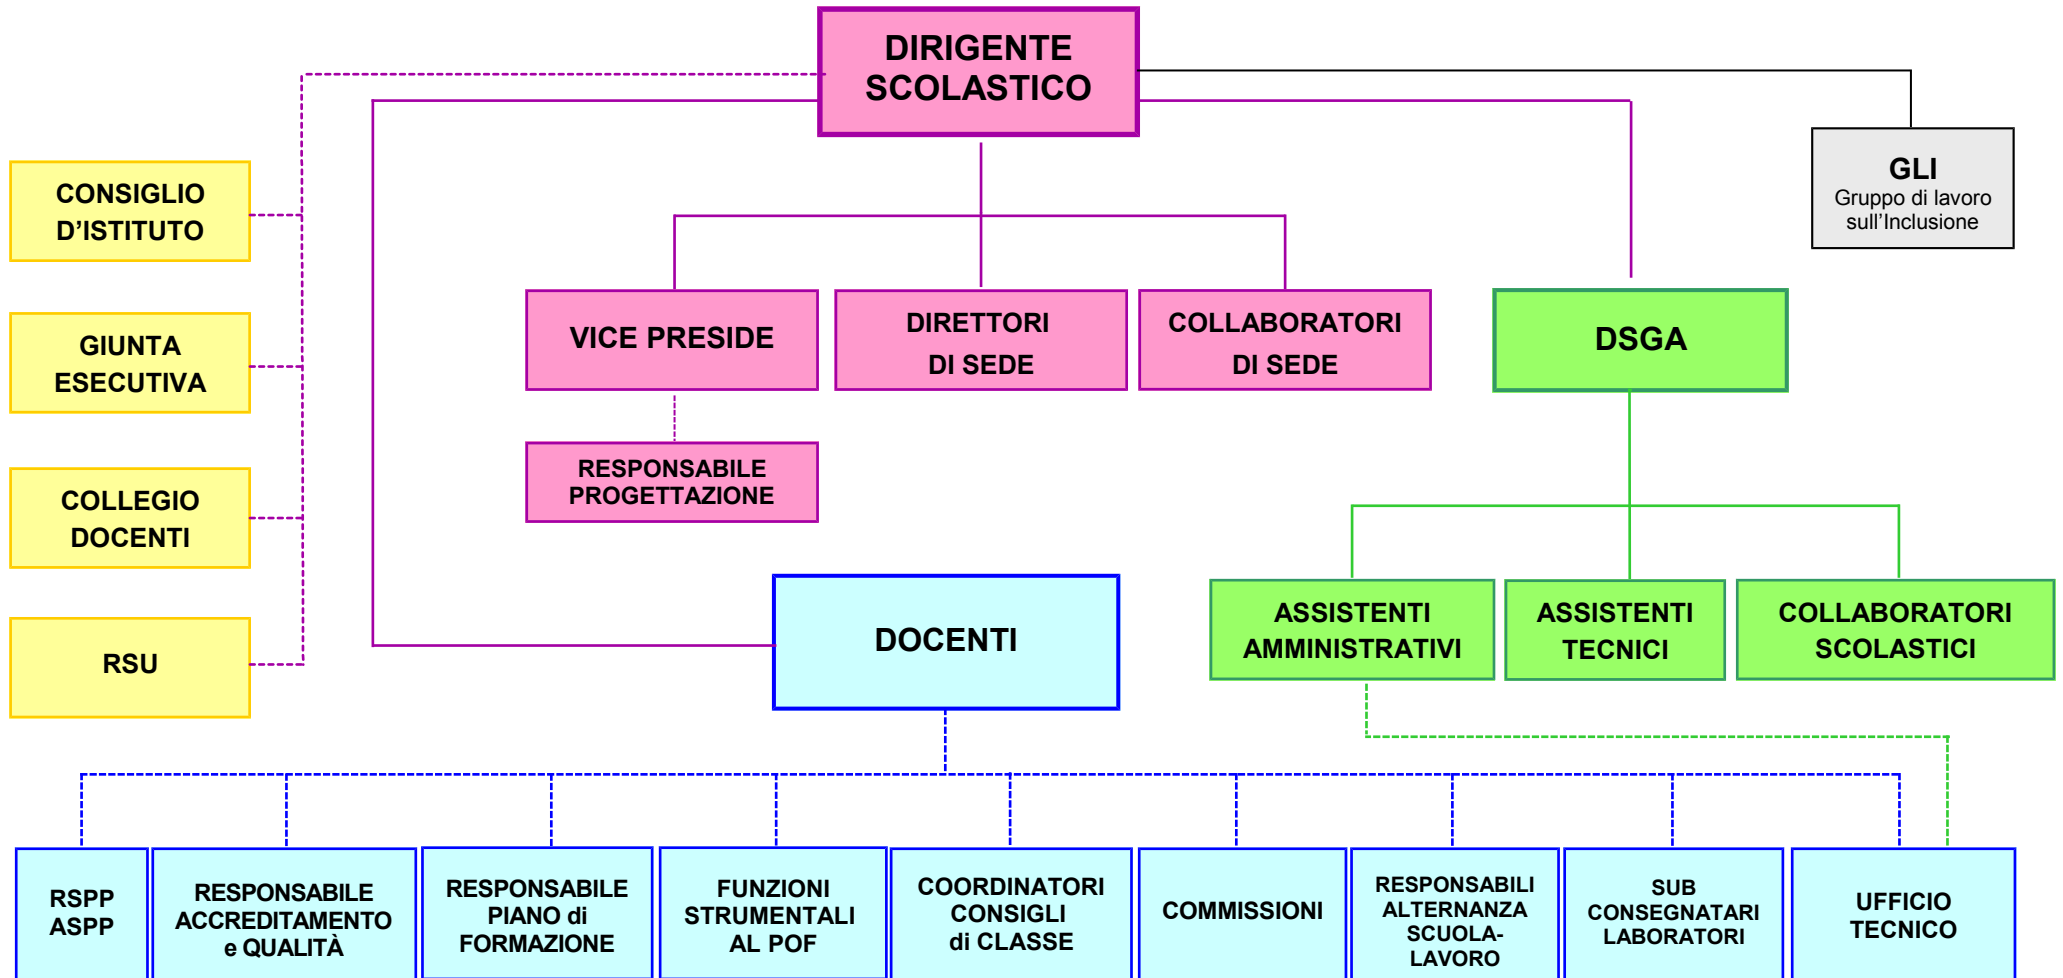 DIRIGENTE
SCOLASTICO
GLI
Gruppo di lavoro
sull'Inclusione
CONSIGLIO
D'ISTITUTO
GIUNTA
ESECUTIVA
COLLEGIO
DOCENTI
RSU
VICE PRESIDE
DIRETTORI
DI SEDE
COLLABORATORI
DI SEDE
DSGA
RESPONSABILE
PROGETTAZIONE
DOCENTI
ASSISTENTI
AMMINISTRATIVI
ASSISTENTI
TECNICI
COLLABORATORI
SCOLASTICI
RSPP
ASPP
RESPONSABILE
ACCREDITAMENTO
e QUALITÀ
RESPONSABILE
PIANO di
FORMAZIONE
FUNZIONI
STRUMENTALI
AL POF
COORDINATORI
CONSIGLI
di CLASSE
COMMISSIONI
RESPONSABILI
ALTERNANZA
SCUOLA-
LAVORO
SUB
CONSEGNATARI
LABORATORI
UFFICIO
TECNICO